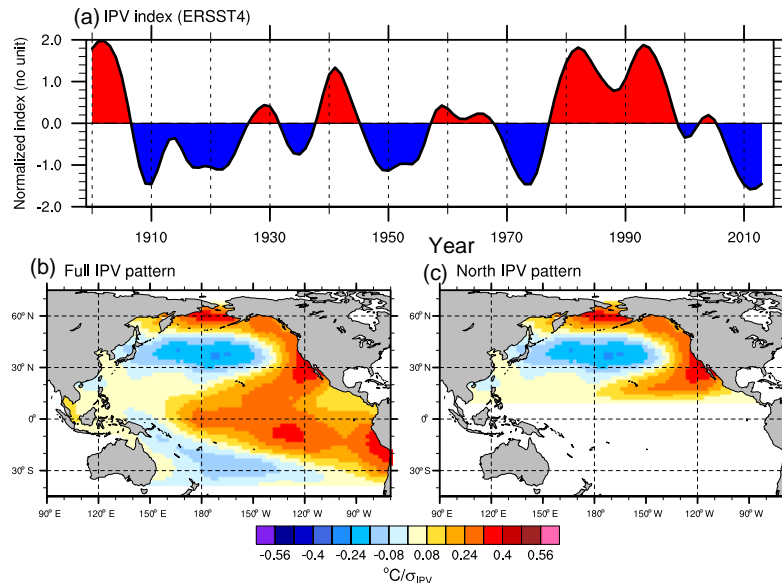 (a) IPV index (ERSST4)
Normalized index (no unit)
2.0
1.0
0.0
-1.0
-2.0
1910 1930 1950 1970 1990 2010
Year
(b) Full IPV pattern
60° N
30° N
0°
30° S
90° E 120° E 150° E 180° W 150° W 120° W 90° W
(c) North IPV pattern
60° N
30° N
0°
30° S
90° E 120° E 150° E 180° W 150° W 120° W 90° W
-0.56 -0.4 -0.24 -0.08 0.08 0.24 0.4 0.56
°C/σIPV